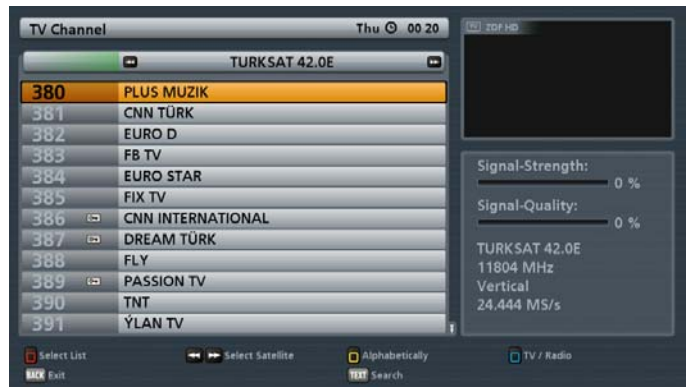 TV Channel Thu 00 20
TV ZDF HD
TURKSAT 42.0E
380 PLUS MUZIK
381 CNN TÜRK
382 EURO D
383 FB TV
384 EURO STAR
385 FIX TV
386 CNN INTERNATIONAL
387 DREAM TÜRK
388 FLY
389 PASSION TV
390 TNT
391 ÝLAN TV
Signal-Strength:
0 %
Signal-Quality:
0 %
TURKSAT 42.0E
11804 MHz
Vertical
24.444 MS/s
Select List Select Satellite Alphabetically TV / Radio
BACK Exit TEXT Search